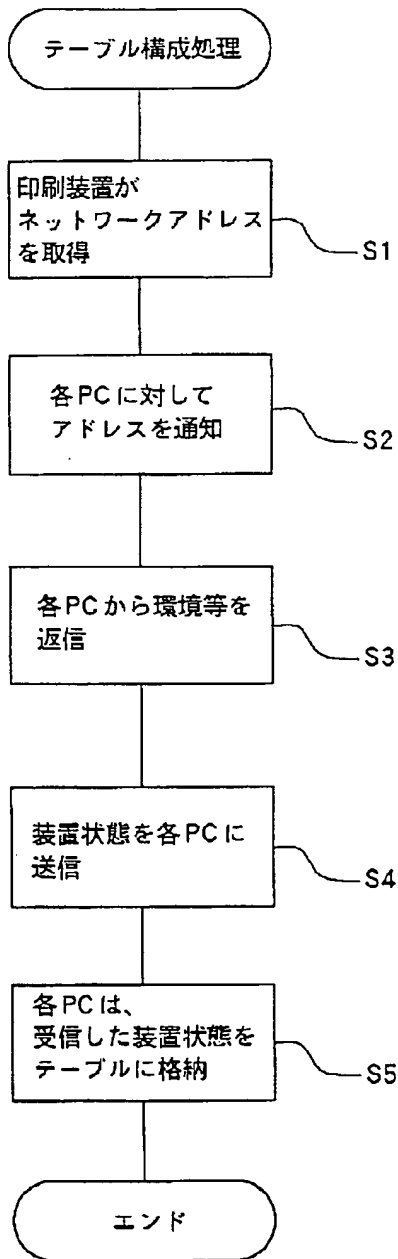 テーブル構成処理
印刷装置が
ネットワークアドレス
を取得
S1
各PCに対して
アドレスを通知
S2
各PCから環境等を
返信
S3
装置状態を各PCに
送信
S4
各PCは、
受信した装置状態を
テーブルに格納
S5
エンド